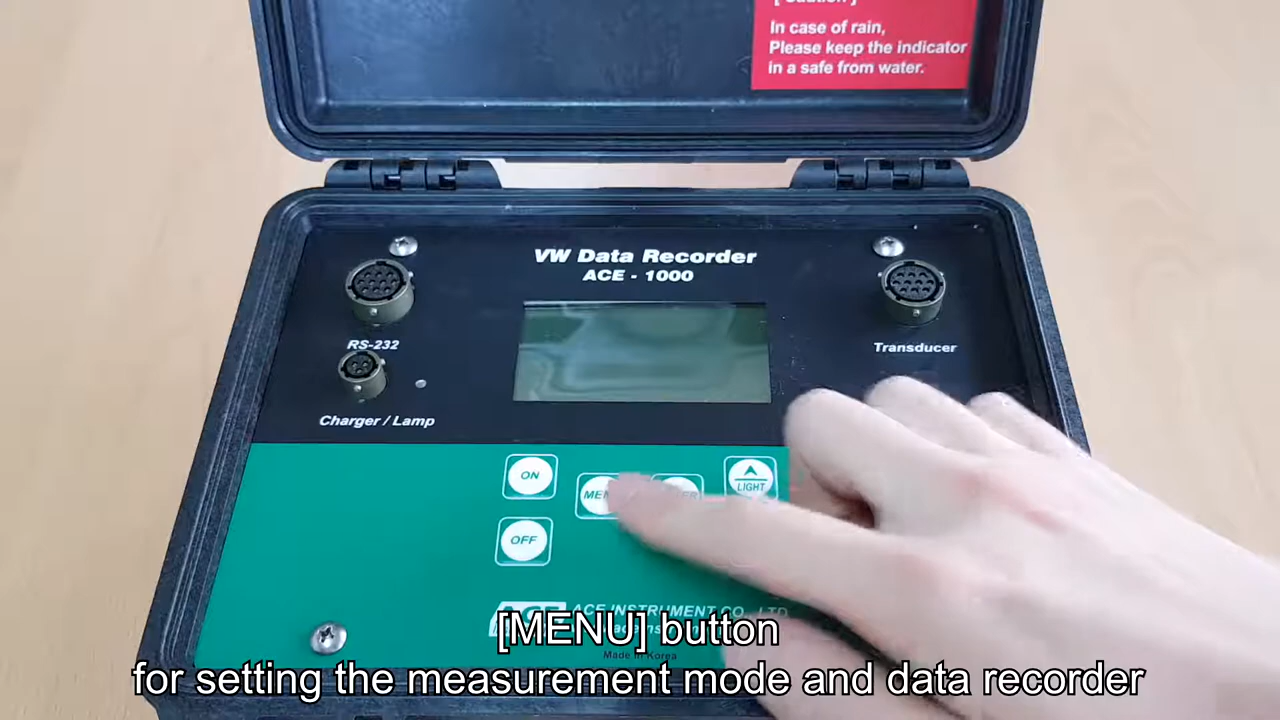 [ Caution ]
In case of rain,
Please keep the indicator
in a safe from water.
VW Data Recorder
ACE - 1000
RS-232
Transducer
Charger / Lamp
ON
LIGHT
OFF
ACE INSTRUMENT CO., LTD
Made in Korea
[MENU] button
for setting the measurement mode and data recorder